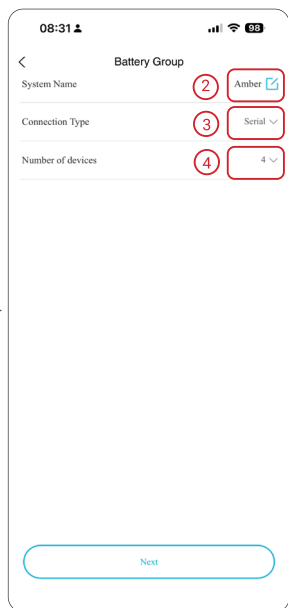 08:31 98
Battery Group
System Name 2 Amber
Connection Type 3 Serial
Number of devices 4 4
Next